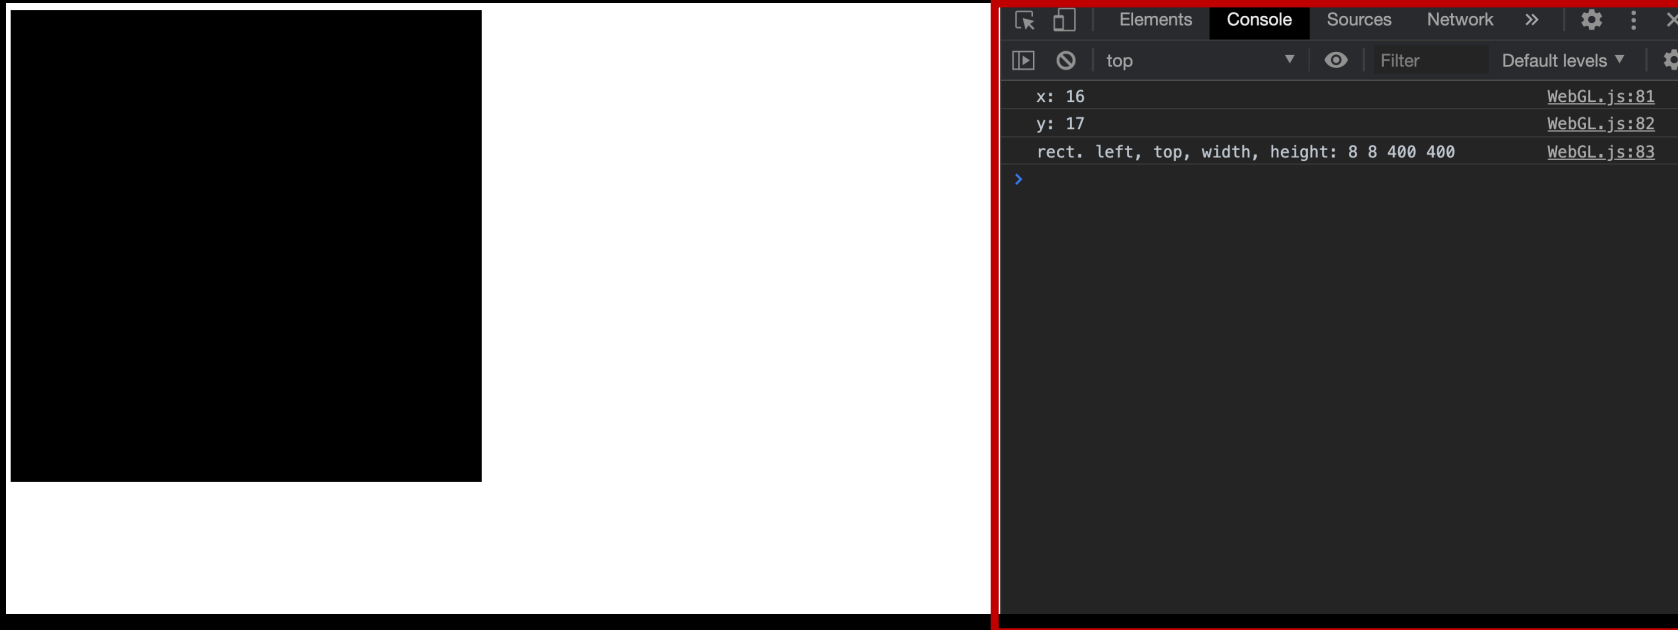 Elements Console Sources Network »
top Filter Default levels
x: 16 WebGL.js:81
y: 17 WebGL.js:82
rect. left, top, width, height: 8 8 400 400 WebGL.js:83